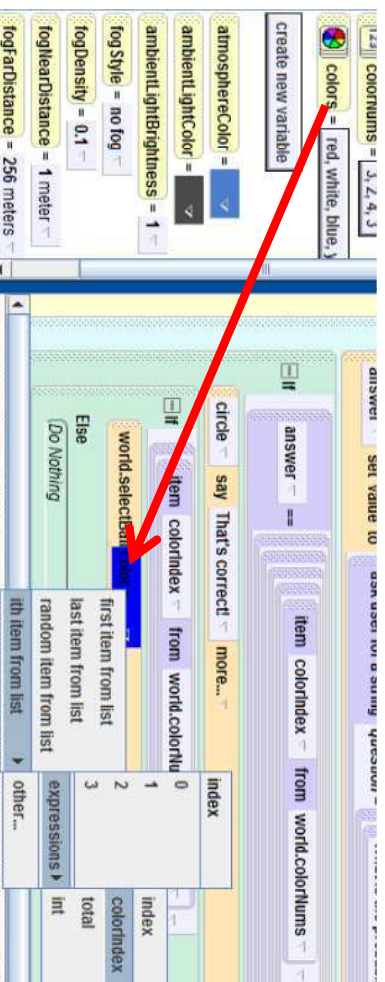 123 colorNums = 3, 2, 4, 3
colors = red, white, blue, y
create new variable
atmosphereColor =
ambientLightColor =
ambientLightBrightness = 1
fogStyle = no fog
fogDensity = 0.1
fogNearDistance = 1 meter
fogFarDistance = 256 meters
answer set value to ask user for a string question =
If answer == item colorIndex from world.colorNums
circle say That's correct! more...
If item colorIndex from world.colorNu
world.selectBall color
Else
Do Nothing
first item from list
last item from list
random item from list
ith item from list
index
0
1
2
3
expressions
other...
index
colorIndex
total
int